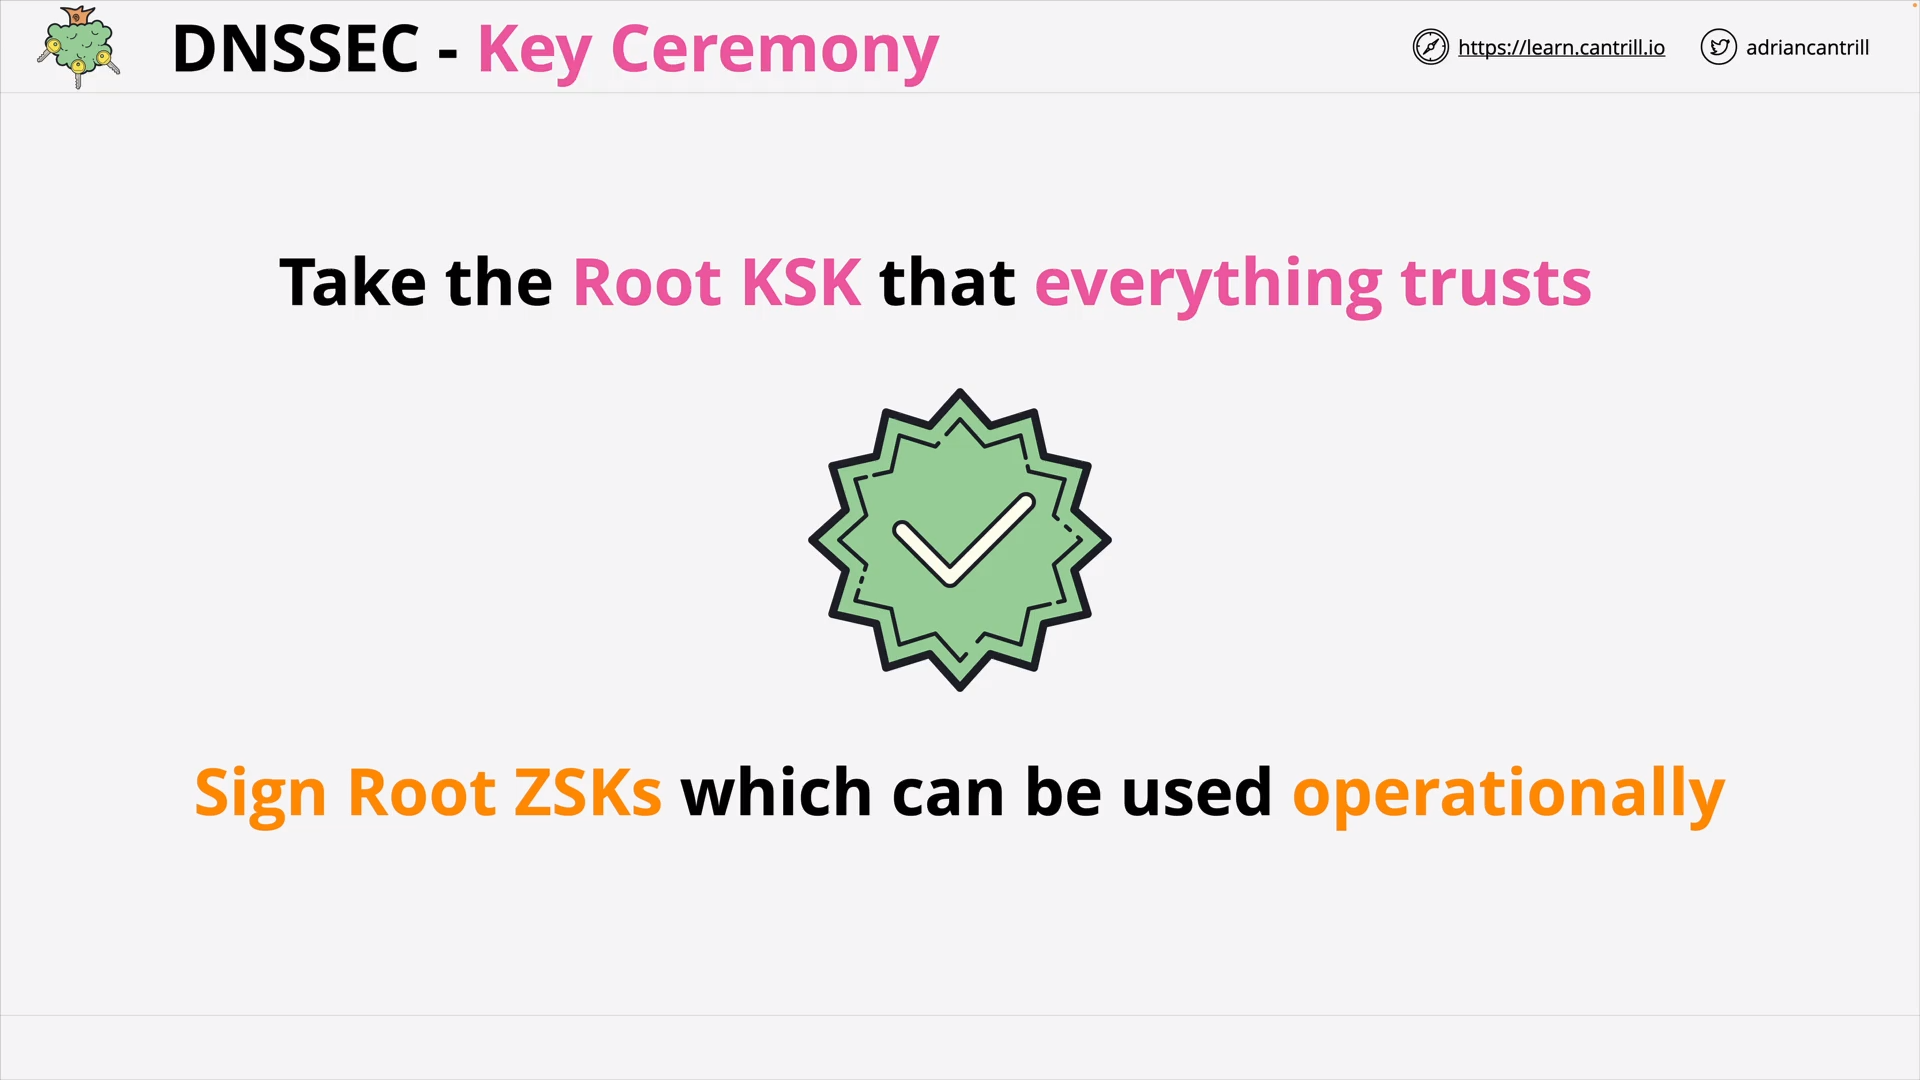 DNSSEC - Key Ceremony
https://learn.cantrill.io
adriancantrill
Take the Root KSK that everything trusts
Sign Root ZSKs which can be used operationally